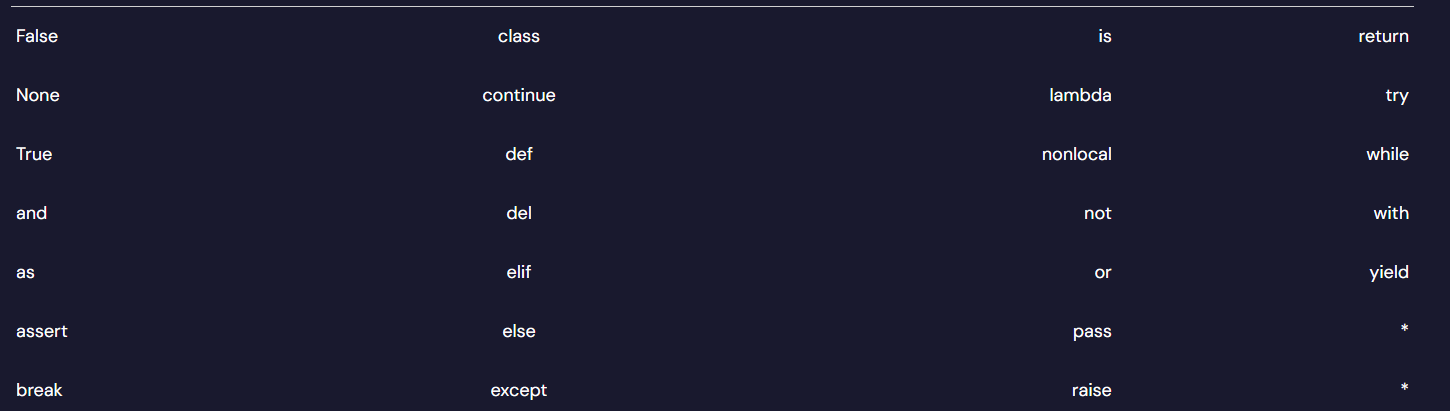 False class is return
None continue lambda try
True def nonlocal while
and del not with
as elif or yield
assert else pass *
break except raise *